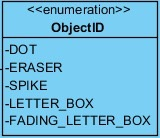 <<enumeration>>
ObjectID
-DOT
-ERASER
-SPIKE
-LETTER_BOX
-FADING_LETTER_BOX